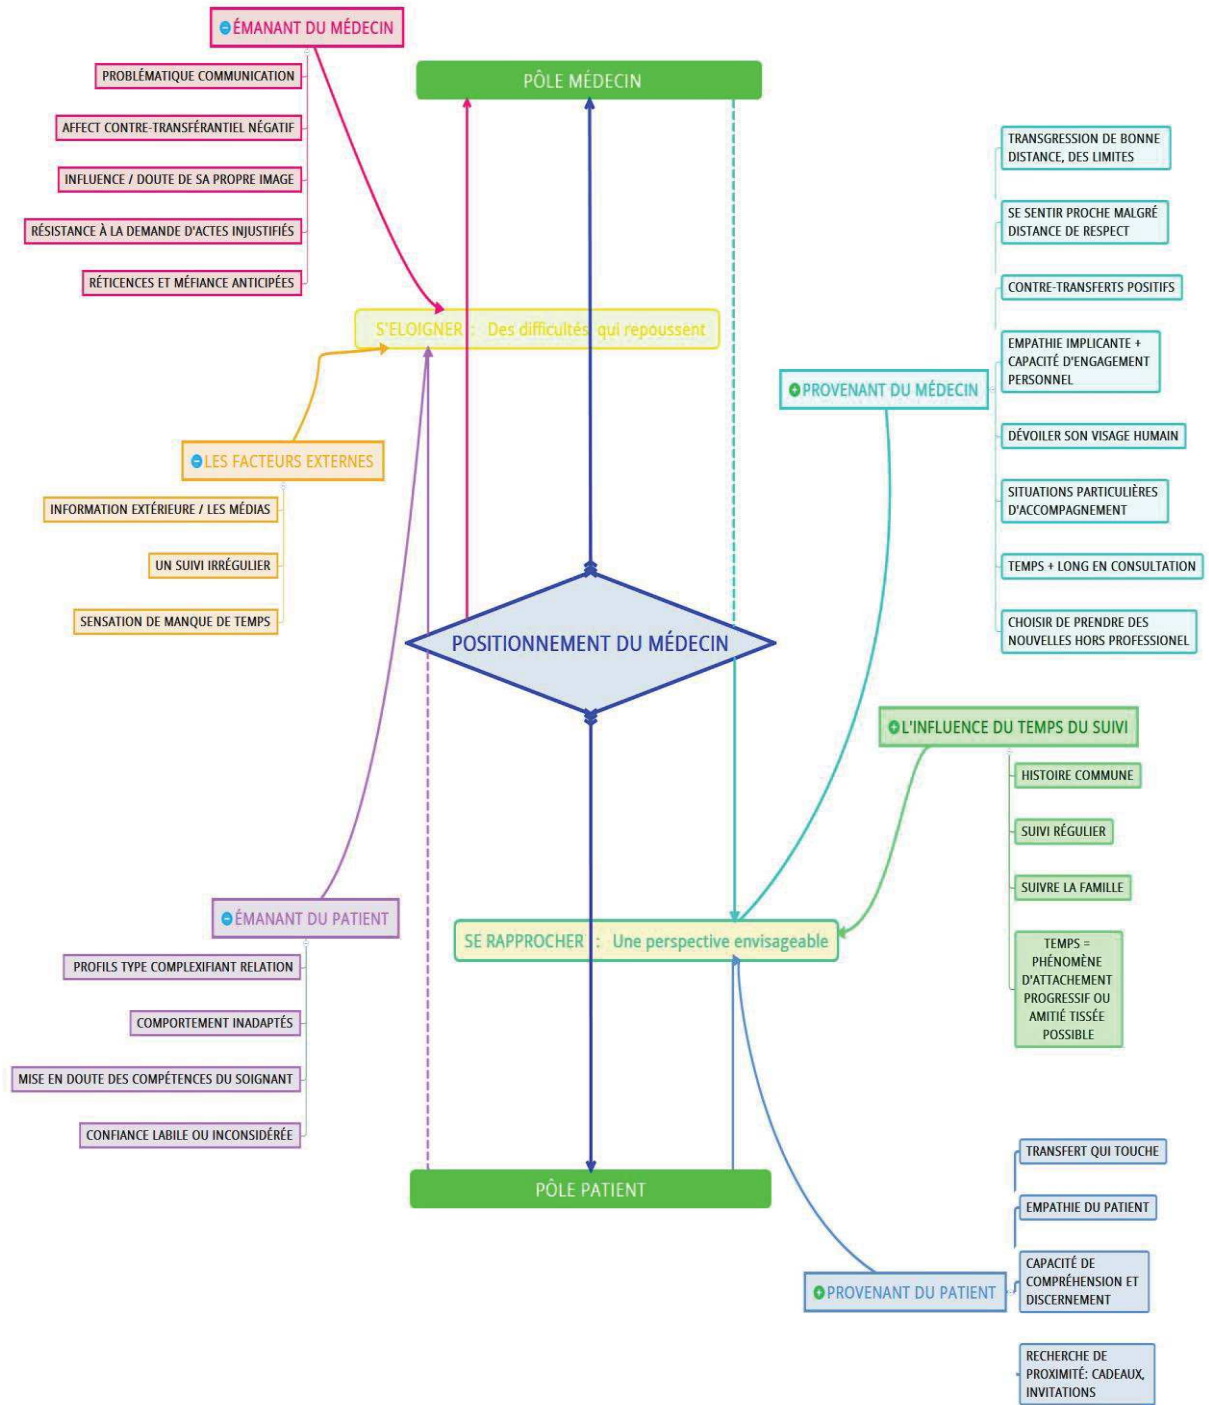 ÉMANANT DU MÉDECIN
PROBLÉMATIQUE COMMUNICATION
AFFECT CONTRE-TRANSFÉRANTIEL NÉGATIF
INFLUENCE / DOUTE DE SA PROPRE IMAGE
RÉSISTANCE À LA DEMANDE D'ACTES INJUSTIFIÉS
RÉTICENCES ET MÉFIANCE ANTICIPÉES
PÔLE MÉDECIN
S'ELOIGNER : Des difficultés qui repoussent
LES FACTEURS EXTERNES
INFORMATION EXTÉRIEURE / LES MÉDIAS
UN SUIVI IRRÉGULIER
SENSATION DE MANQUE DE TEMPS
POSITIONNEMENT DU MÉDECIN
PROVENANT DU MÉDECIN
TRANSGRESSION DE BONNE
DISTANCE, DES LIMITES
SE SENTIR PROCHE MALGRÉ
DISTANCE DE RESPECT
CONTRE-TRANSFERTS POSITIFS
EMPATHIE IMPLICANTE +
CAPACITÉ D'ENGAGEMENT
PERSONNEL
DÉVOILER SON VISAGE HUMAIN
SITUATIONS PARTICULIÈRES
D'ACCOMPAGNEMENT
TEMPS + LONG EN CONSULTATION
CHOISIR DE PRENDRE DES
NOUVELLES HORS PROFESSIONEL
L'INFLUENCE DU TEMPS DU SUIVI
HISTOIRE COMMUNE
SUIVI RÉGULIER
SUIVRE LA FAMILLE
TEMPS =
PHÉNOMÈNE
D'ATTACHEMENT
PROGRESSIF OU
AMITIÉ TISSÉE
POSSIBLE
SE RAPPROCHER : Une perspective envisageable
ÉMANANT DU PATIENT
PROFILS TYPE COMPLEXIFIANT RELATION
COMPORTEMENT INADAPTÉS
MISE EN DOUTE DES COMPÉTENCES DU SOIGNANT
CONFIANCE LABILE OU INCONSIDÉRÉE
PÔLE PATIENT
PROVENANT DU PATIENT
TRANSFERT QUI TOUCHE
EMPATHIE DU PATIENT
CAPACITÉ DE
COMPRÉHENSION ET
DISCERNEMENT
RECHERCHE DE
PROXIMITÉ: CADEAUX,
INVITATIONS